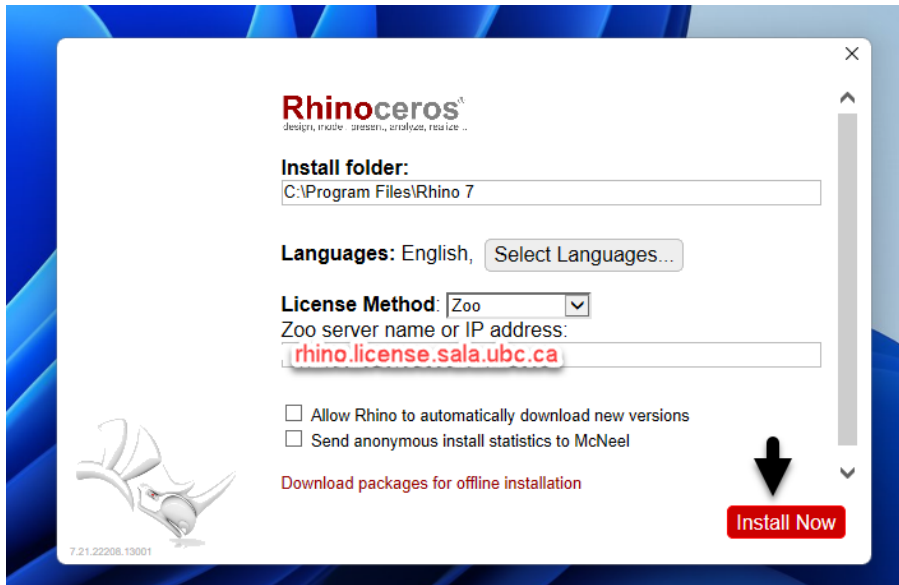 Rhinoceros
design, model, present, analyze, realize...
Install folder:
C:\Program Files\Rhino 7
Languages: English, Select Languages...
License Method: Zoo
Zoo server name or IP address:
rhino.license.sala.ubc.ca
Allow Rhino to automatically download new versions
Send anonymous install statistics to McNeel
Download packages for offline installation
Install Now
7.21.22208.13001